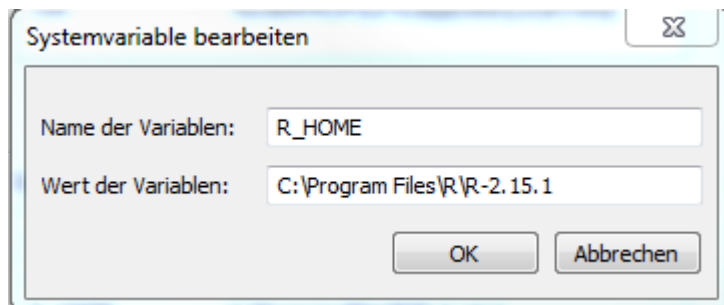 Systemvariable bearbeiten
Name der Variablen: R_HOME
Wert der Variablen: C:\Program Files\R\R-2.15.1
OK Abbrechen